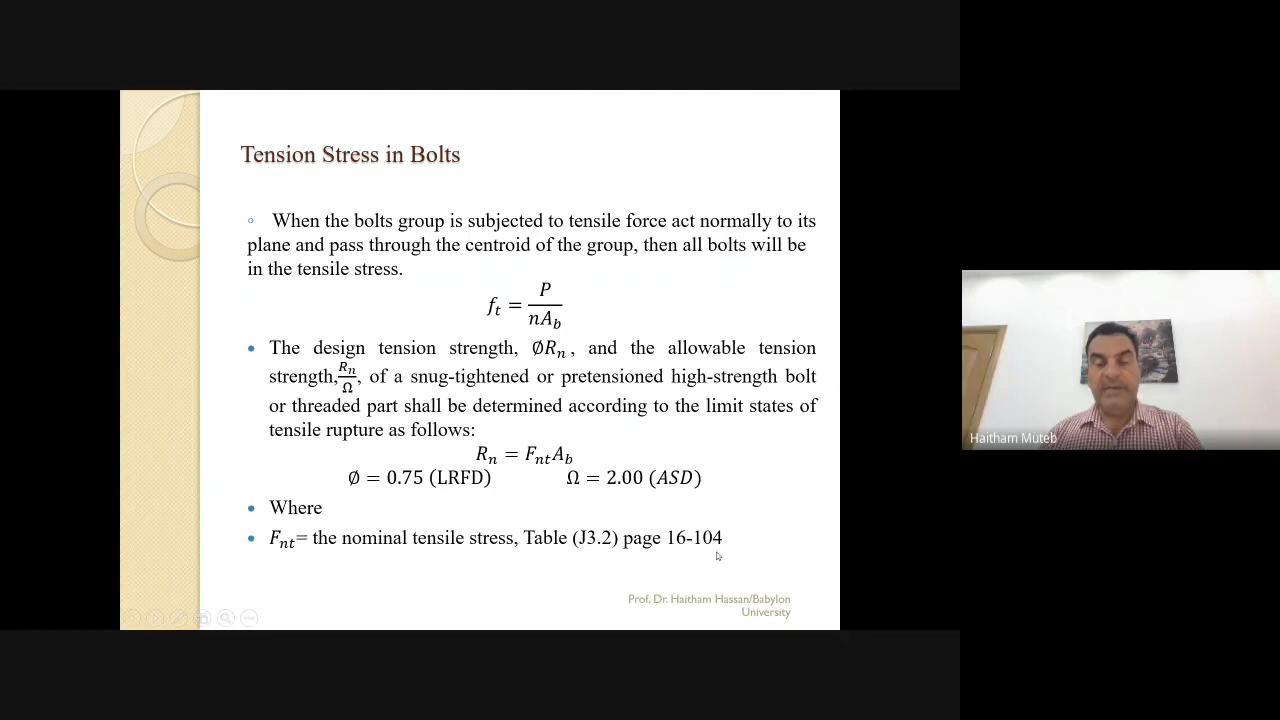 Tension Stress in Bolts
When the bolts group is subjected to tensile force act normally to its
plane and pass through the centroid of the group, then all bolts will be
in the tensile stress.
𝑓ₜ = P / nA_b
• The design tension strength, ∅Rₙ, and the allowable tension
strength, Rₙ/Ω, of a snug-tightened or pretensioned high-strength bolt
or threaded part shall be determined according to the limit states of
tensile rupture as follows:
Rₙ = F_nt A_b
∅ = 0.75 (LRFD) Ω = 2.00 (ASD)
• Where
• F_nt= the nominal tensile stress, Table (J3.2) page 16-104
Prof. Dr. Haitham Hassan/Babylon
University
Haitham Muteb